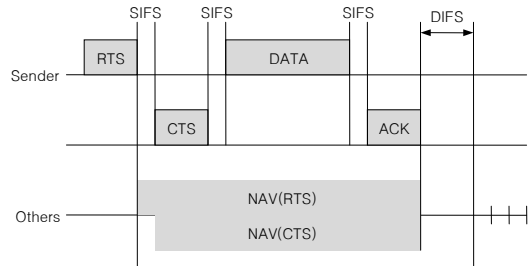 SIFS SIFS SIFS DIFS
RTS DATA
Sender
CTS ACK
NAV(RTS)
Others
NAV(CTS)